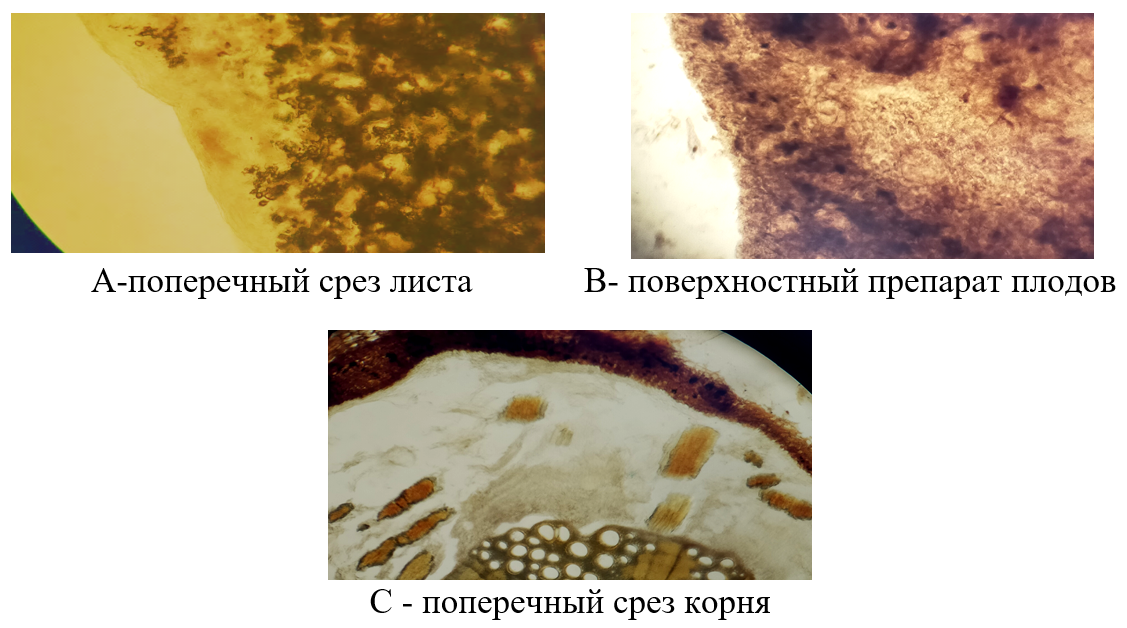 А-поперечный срез листа
В- поверхностный препарат плодов
С - поперечный срез корня